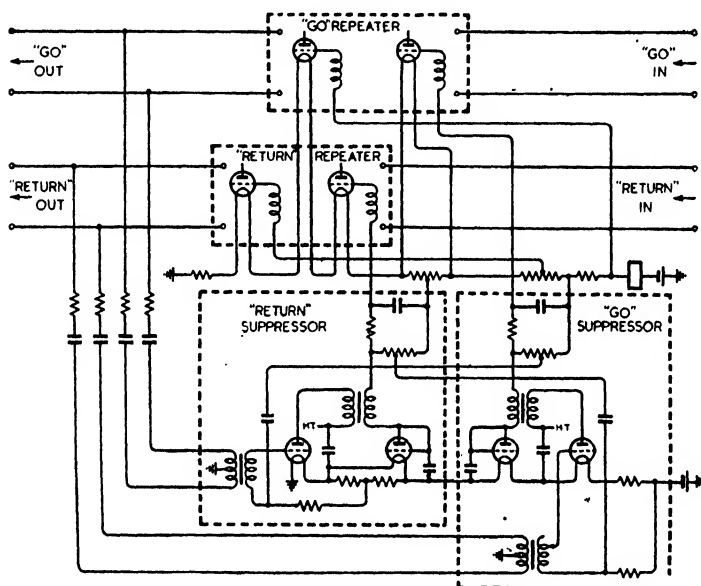 "GO" REPEATER
"GO"
OUT
"GO"
IN
"RETURN" REPEATER
"RETURN"
OUT
"RETURN"
IN
"RETURN"
SUPPRESSOR
"GO"
SUPPRESSOR
HT
HT